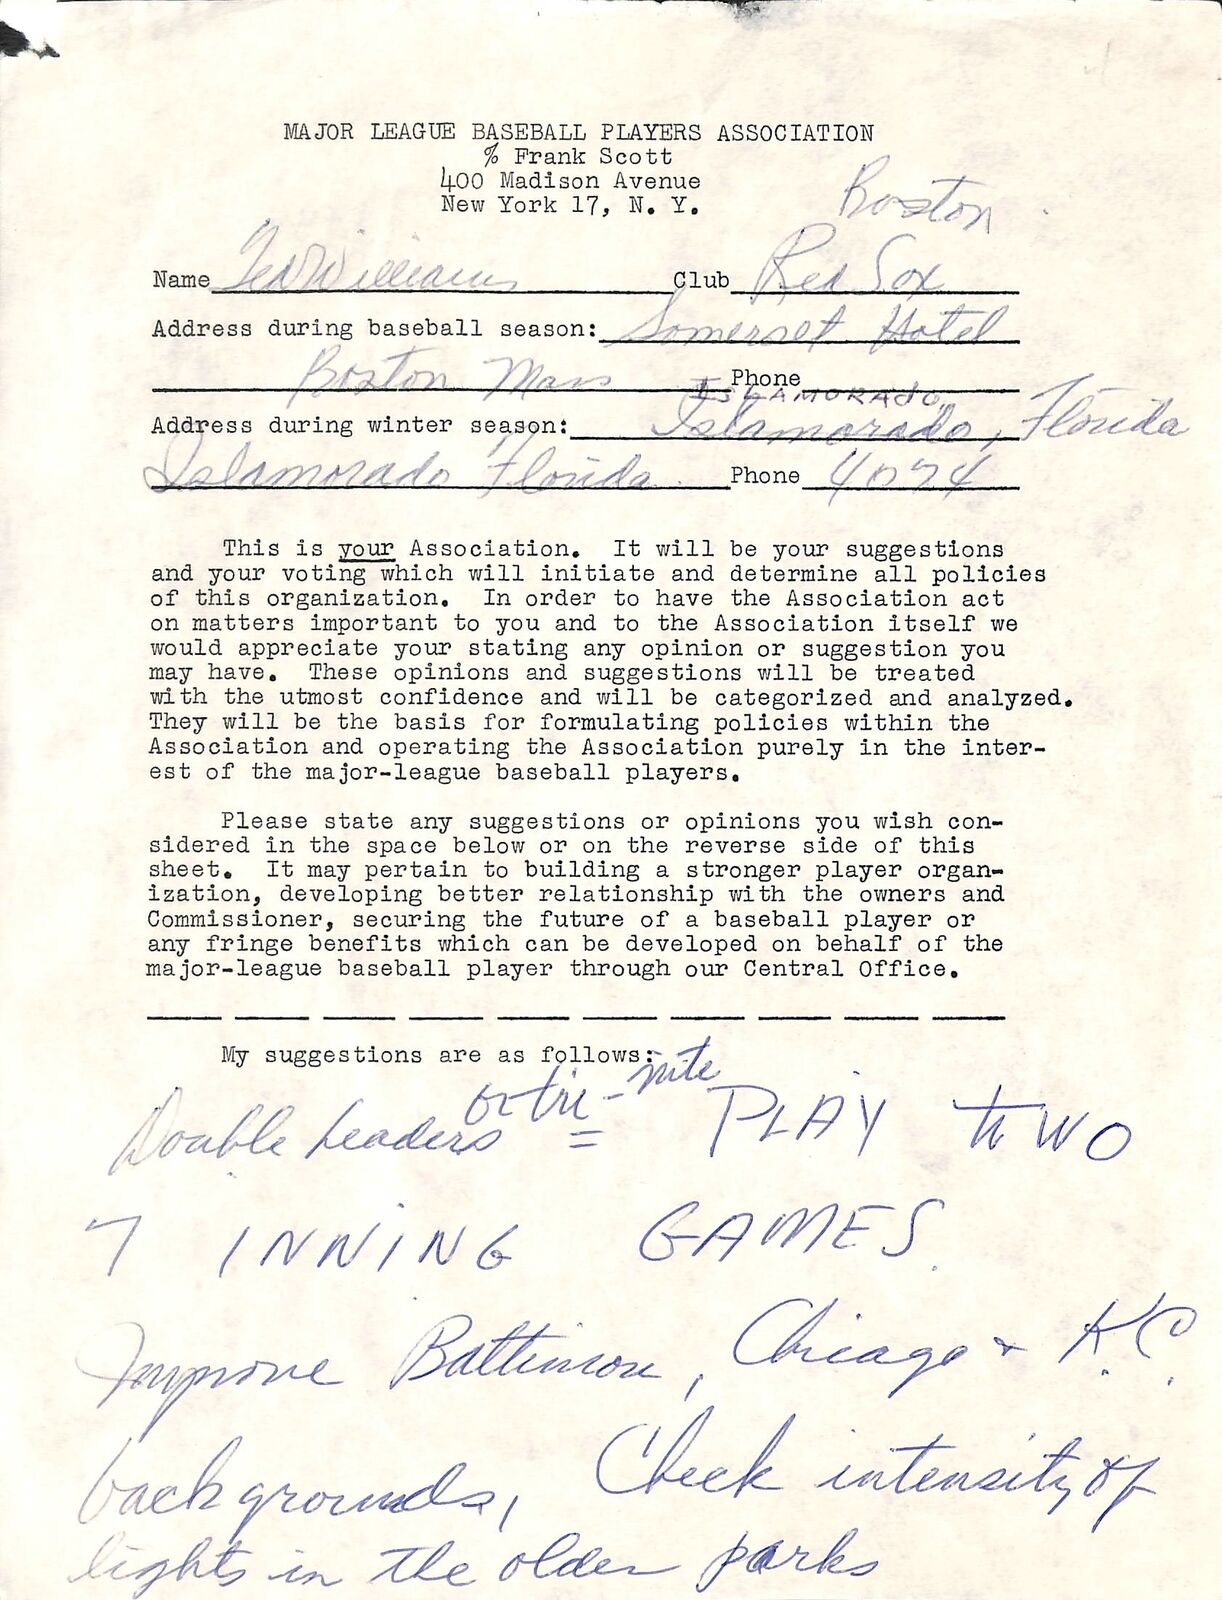 MAJOR LEAGUE BASEBALL PLAYERS ASSOCIATION
% Frank Scott
400 Madison Avenue
New York 17, N. Y.
Boston
Name Ted Williams Club Red Sox
Address during baseball season: Somerset Hotel
Boston Mass Phone
ISLAMORADO
Address during winter season: Islamorado, Florida
Islamorado Florida Phone 4074
This is your Association. It will be your suggestions
and your voting which will initiate and determine all policies
of this organization. In order to have the Association act
on matters important to you and to the Association itself we
would appreciate your stating any opinion or suggestion you
may have. These opinions and suggestions will be treated
with the utmost confidence and will be categorized and analyzed.
They will be the basis for formulating policies within the
Association and operating the Association purely in the inter-
est of the major-league baseball players.
Please state any suggestions or opinions you wish con-
sidered in the space below or on the reverse side of this
sheet. It may pertain to building a stronger player organ-
ization, developing better relationship with the owners and
Commissioner, securing the future of a baseball player or
any fringe benefits which can be developed on behalf of the
major-league baseball player through our Central Office.
My suggestions are as follows:
or tri-nite
Double headers = PLAY TWO
7 INNING GAMES.
Improve Baltimore, Chicago + K.C.
backgrounds, Check intensity of
lights in the older parks